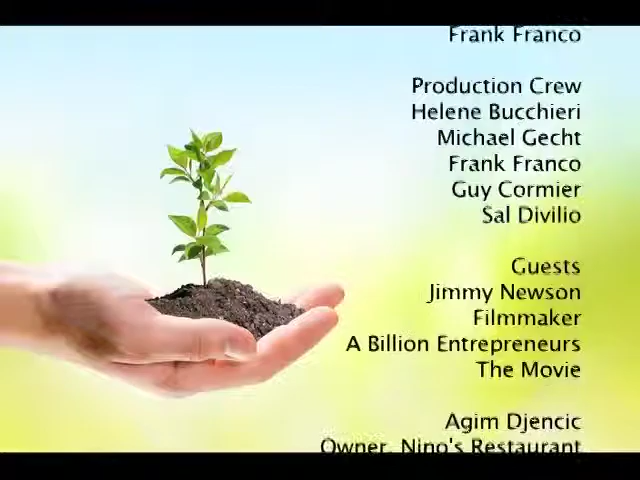 Frank Franco
Production Crew
Helene Bucchieri
Michael Gecht
Frank Franco
Guy Cormier
Sal Divilio
Guests
Jimmy Newson
Filmmaker
A Billion Entrepreneurs
The Movie
Agim Djencic
Owner, Nino's Restaurant